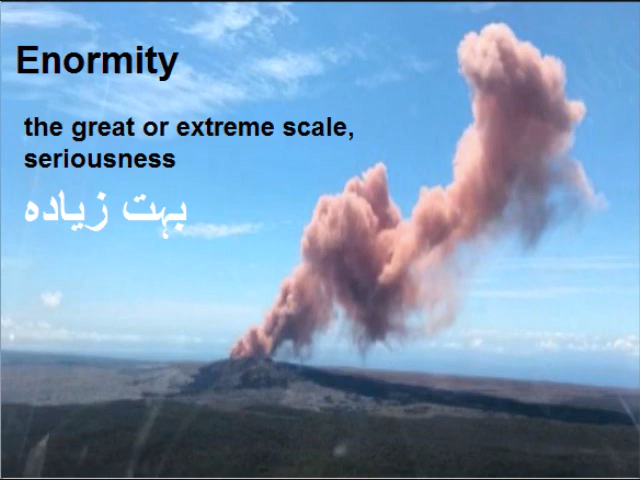 Enormity
the great or extreme scale,
seriousness
بہت زیادہ